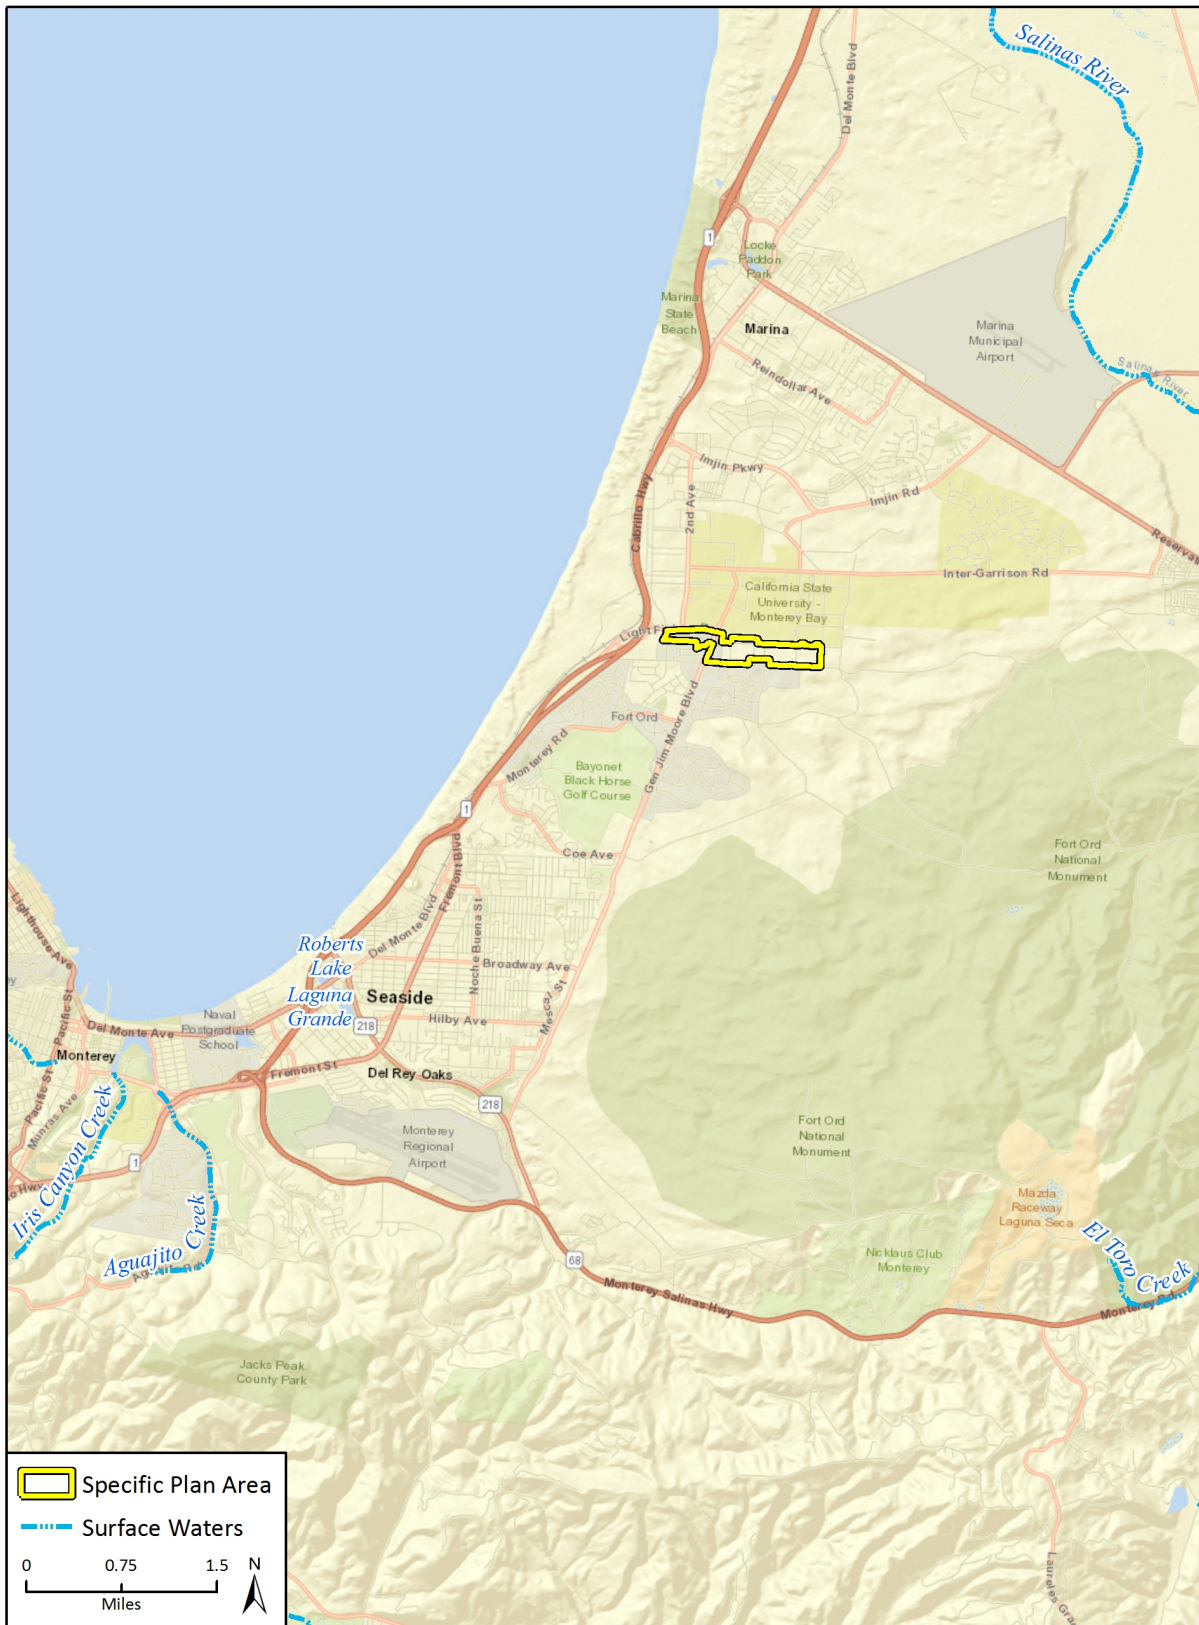 Salinas River
Del Monte Blvd
1
Locke
Paddon
Park
Marina
State
Beach
Marina
Marina
Municipal
Airport
Salinas River
Reindollar Ave
Imjin Pkwy
Imjin Rd
Cabrillo Hwy
2nd Ave
Inter-Garrison Rd
California State
University -
Monterey Bay
Gen Jim Moore Blvd
Fort Ord
Monterey Rd
Bayonet
Black Horse
Golf Course
1
Coe Ave
Fort Ord
National
Monument
Fremont Blvd
Del Monte Blvd
Noche Buena St
Lighthouse Ave
Roberts
Lake
Broadway Ave
Laguna
Grande
Seaside
218
Hilby Ave
Mescal St
Naval
Postgraduate
School
Del Monte Ave
Pacific St
Monterey
Fremont St
Del Rey Oaks
218
Pacific St
Munras Ave
Monterey
Regional
Airport
Fort Ord
National
Monument
1
Iris Canyon Creek
Aguajito Creek
Mazda
Raceway
Laguna Seca
Nicklaus Club
Monterey
El Toro
Creek
68
Monterey Salinas Hwy
Monterey Rd
Jacks Peak
County Park
Specific Plan Area
Surface Waters
0 0.75 1.5
Miles
N